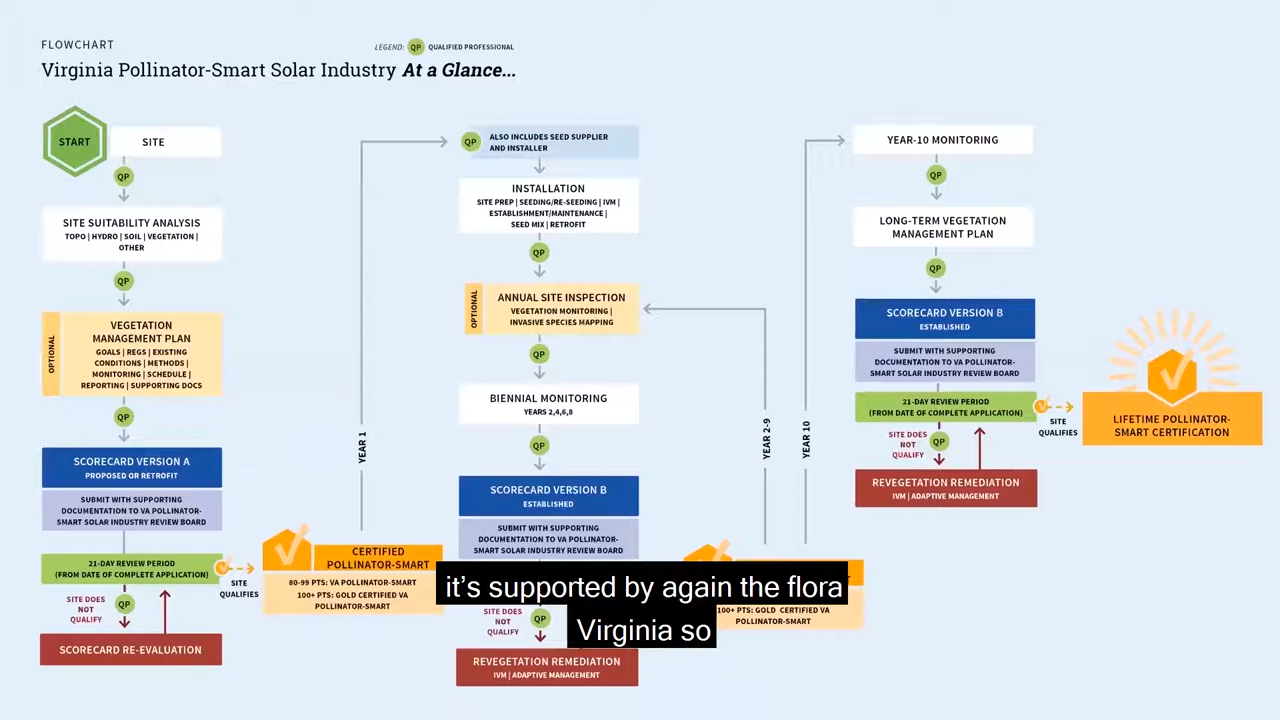 FLOWCHART
LEGEND: QP QUALIFIED PROFESSIONAL
Virginia Pollinator-Smart Solar Industry At a Glance...
START
SITE
QP
SITE SUITABILITY ANALYSIS
TOPO | HYDRO | SOIL | VEGETATION |
OTHER
QP
OPTIONAL
VEGETATION
MANAGEMENT PLAN
GOALS | REGS | EXISTING
CONDITIONS | METHODS |
MONITORING | SCHEDULE |
REPORTING | SUPPORTING DOCS
QP
SCORECARD VERSION A
PROPOSED OR RETROFIT
SUBMIT WITH SUPPORTING
DOCUMENTATION TO VA POLLINATOR-
SMART SOLAR INDUSTRY REVIEW BOARD
21-DAY REVIEW PERIOD
(FROM DATE OF COMPLETE APPLICATION)
SITE
QUALIFIES
SITE DOES
NOT
QUALIFY
QP
SCORECARD RE-EVALUATION
CERTIFIED
POLLINATOR-SMART
80-99 PTS: VA POLLINATOR-SMART
100+ PTS: GOLD CERTIFIED VA
POLLINATOR-SMART
YEAR 1
QP
ALSO INCLUDES SEED SUPPLIER
AND INSTALLER
INSTALLATION
SITE PREP | SEEDING/RE-SEEDING | IVM |
ESTABLISHMENT/MAINTENANCE |
SEED MIX | RETROFIT
QP
OPTIONAL
ANNUAL SITE INSPECTION
VEGETATION MONITORING |
INVASIVE SPECIES MAPPING
QP
BIENNIAL MONITORING
YEARS 2,4,6,8
QP
SCORECARD VERSION B
ESTABLISHED
SUBMIT WITH SUPPORTING
DOCUMENTATION TO VA POLLINATOR-
SMART SOLAR INDUSTRY REVIEW BOARD
SITE DOES
NOT
QUALIFY
QP
REVEGETATION REMEDIATION
IVM | ADAPTIVE MANAGEMENT
100+ PTS: GOLD CERTIFIED VA
POLLINATOR-SMART
YEAR 2-9
YEAR 10
YEAR-10 MONITORING
QP
LONG-TERM VEGETATION
MANAGEMENT PLAN
QP
SCORECARD VERSION B
ESTABLISHED
SUBMIT WITH SUPPORTING
DOCUMENTATION TO VA POLLINATOR-
SMART SOLAR INDUSTRY REVIEW BOARD
21-DAY REVIEW PERIOD
(FROM DATE OF COMPLETE APPLICATION)
SITE
QUALIFIES
SITE DOES
NOT
QUALIFY
QP
REVEGETATION REMEDIATION
IVM | ADAPTIVE MANAGEMENT
LIFETIME POLLINATOR-
SMART CERTIFICATION
it's supported by again the flora
Virginia so